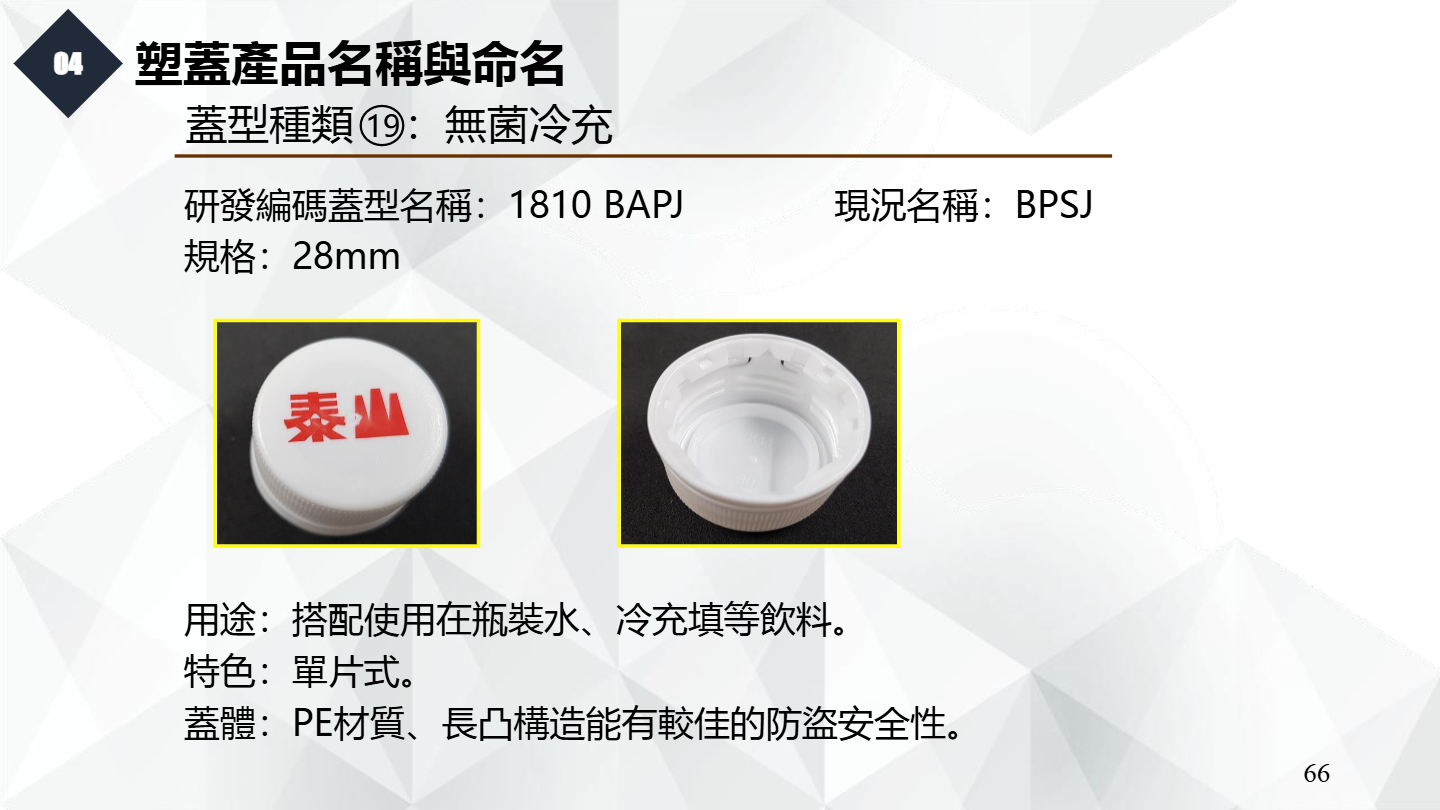 04
塑蓋產品名稱與命名
蓋型種類⑲：無菌冷充
研發編碼蓋型名稱：1810 BAPJ 現況名稱：BPSJ
規格：28mm
泰山
用途：搭配使用在瓶裝水、冷充填等飲料。
特色：單片式。
蓋體：PE材質、長凸構造能有較佳的防盜安全性。
66